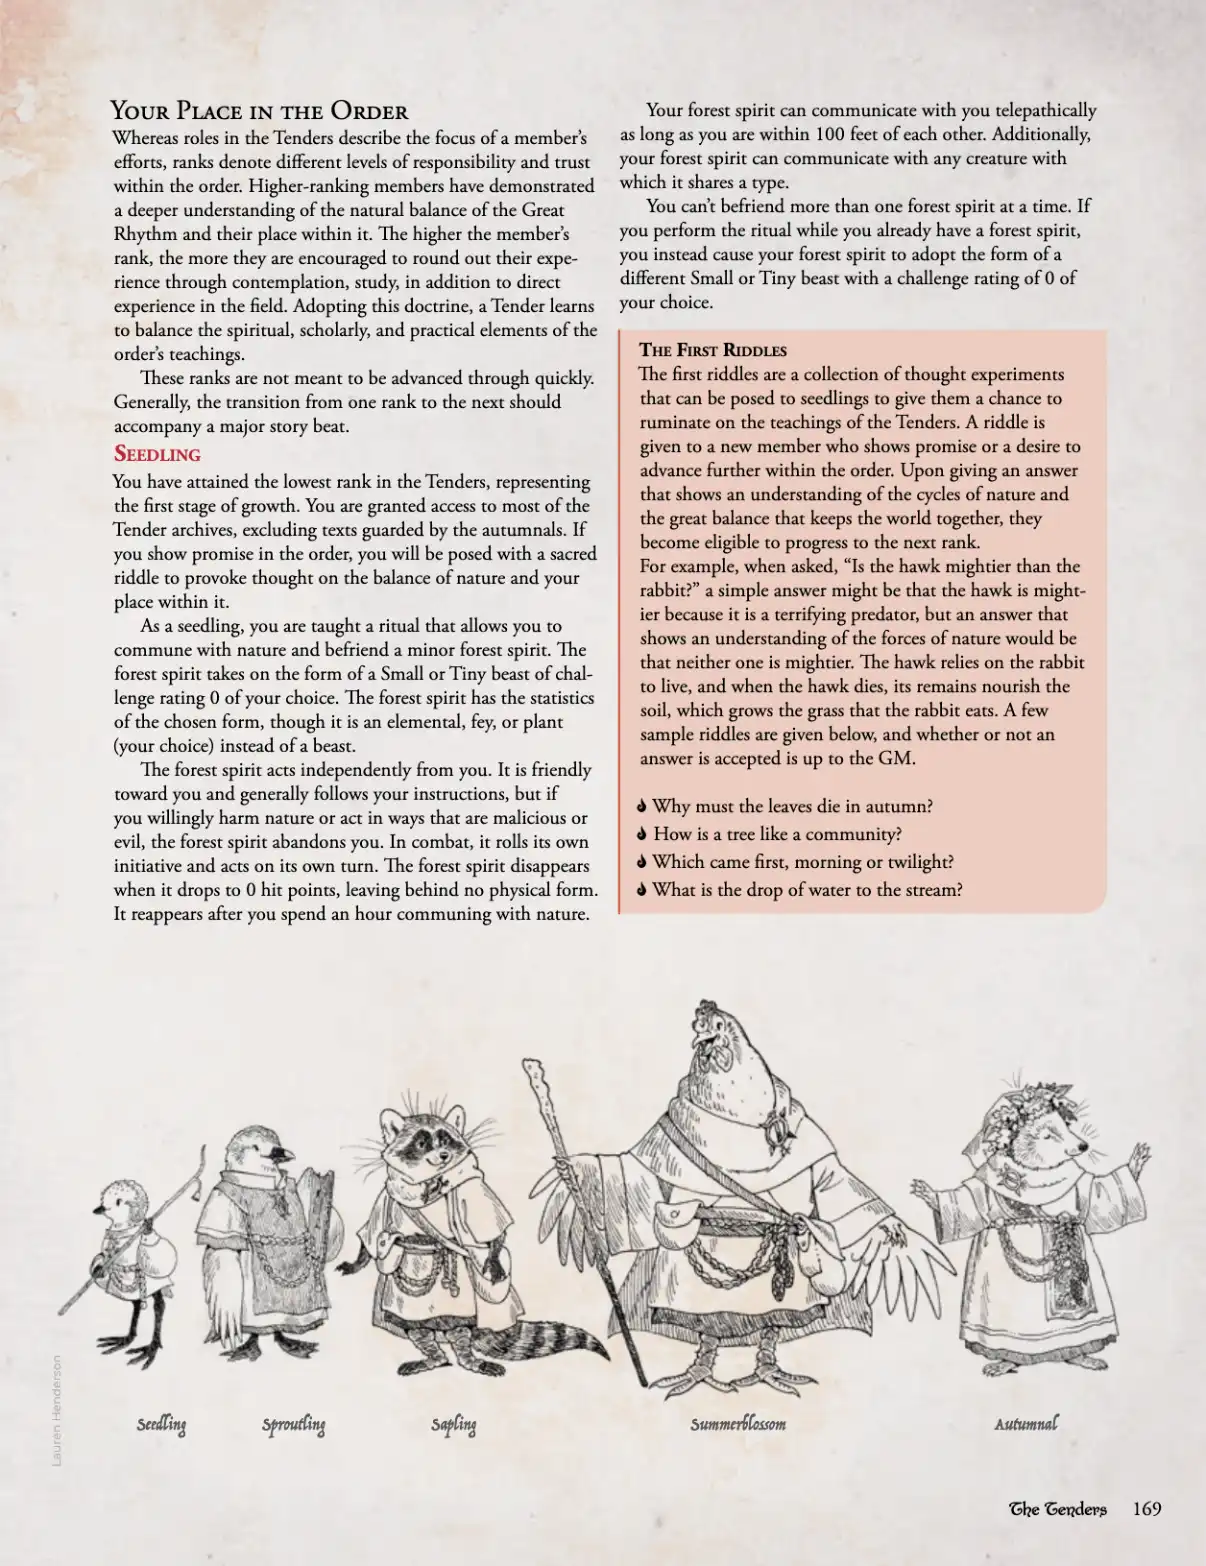 Your Place in the Order
Whereas roles in the Tenders describe the focus of a member’s
efforts, ranks denote different levels of responsibility and trust
within the order. Higher-ranking members have demonstrated
a deeper understanding of the natural balance of the Great
Rhythm and their place within it. The higher the member’s
rank, the more they are encouraged to round out their expe-
rience through contemplation, study, in addition to direct
experience in the field. Adopting this doctrine, a Tender learns
to balance the spiritual, scholarly, and practical elements of the
order’s teachings.
These ranks are not meant to be advanced through quickly.
Generally, the transition from one rank to the next should
accompany a major story beat.
Seedling
You have attained the lowest rank in the Tenders, representing
the first stage of growth. You are granted access to most of the
Tender archives, excluding texts guarded by the autumnals. If
you show promise in the order, you will be posed with a sacred
riddle to provoke thought on the balance of nature and your
place within it.
As a seedling, you are taught a ritual that allows you to
commune with nature and befriend a minor forest spirit. The
forest spirit takes on the form of a Small or Tiny beast of chal-
lenge rating 0 of your choice. The forest spirit has the statistics
of the chosen form, though it is an elemental, fey, or plant
(your choice) instead of a beast.
The forest spirit acts independently from you. It is friendly
toward you and generally follows your instructions, but if
you willingly harm nature or act in ways that are malicious or
evil, the forest spirit abandons you. In combat, it rolls its own
initiative and acts on its own turn. The forest spirit disappears
when it drops to 0 hit points, leaving behind no physical form.
It reappears after you spend an hour communing with nature.
Your forest spirit can communicate with you telepathically
as long as you are within 100 feet of each other. Additionally,
your forest spirit can communicate with any creature with
which it shares a type.
You can’t befriend more than one forest spirit at a time. If
you perform the ritual while you already have a forest spirit,
you instead cause your forest spirit to adopt the form of a
different Small or Tiny beast with a challenge rating of 0 of
your choice.
The First Riddles
The first riddles are a collection of thought experiments
that can be posed to seedlings to give them a chance to
ruminate on the teachings of the Tenders. A riddle is
given to a new member who shows promise or a desire to
advance further within the order. Upon giving an answer
that shows an understanding of the cycles of nature and
the great balance that keeps the world together, they
become eligible to progress to the next rank.
For example, when asked, “Is the hawk mightier than the
rabbit?” a simple answer might be that the hawk is might-
ier because it is a terrifying predator, but an answer that
shows an understanding of the forces of nature would be
that neither one is mightier. The hawk relies on the rabbit
to live, and when the hawk dies, its remains nourish the
soil, which grows the grass that the rabbit eats. A few
sample riddles are given below, and whether or not an
answer is accepted is up to the GM.
Why must the leaves die in autumn?
How is a tree like a community?
Which came first, morning or twilight?
What is the drop of water to the stream?
Lauren Henderson
Seedling
Sproutling
Sapling
Summerblossom
Autumnal
The Tenders 169